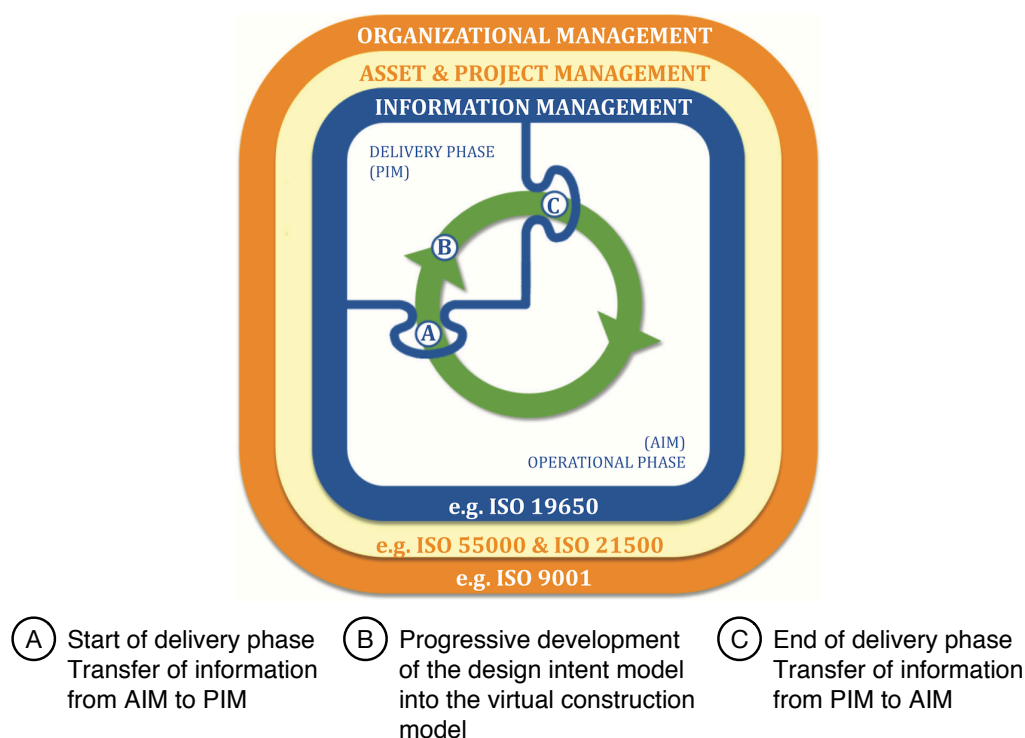 ORGANIZATIONAL MANAGEMENT
ASSET & PROJECT MANAGEMENT
INFORMATION MANAGEMENT
DELIVERY PHASE
(PIM)
C
B
A
(AIM)
OPERATIONAL PHASE
e.g. ISO 19650
e.g. ISO 55000 & ISO 21500
e.g. ISO 9001
A Start of delivery phase
Transfer of information
from AIM to PIM
B Progressive development
of the design intent model
into the virtual construction
model
C End of delivery phase
Transfer of information
from PIM to AIM